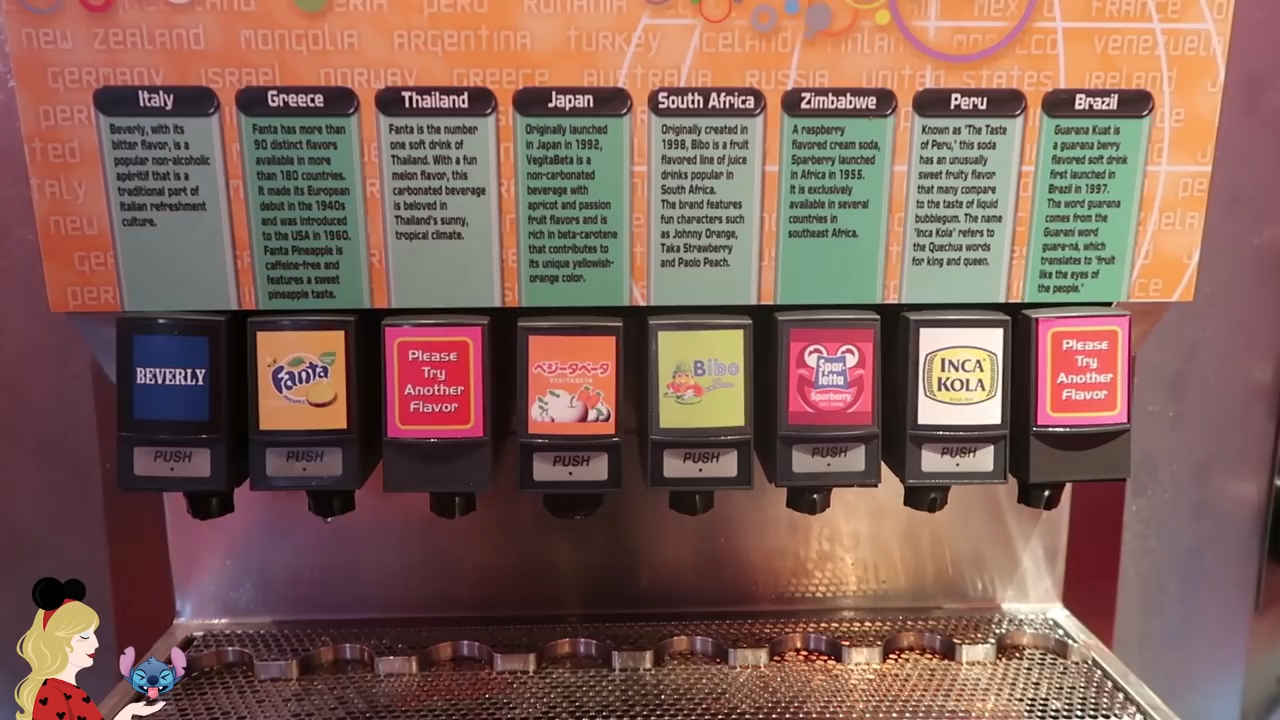 ERIA PERU ROMANIA
MEXICO FRANCE
NEW ZEALAND MONGOLIA ARGENTINA TURKEY ICELAND FINLAND MOROCCO VENEZUELA
GERMANY ISRAEL NORWAY GREECE AUSTRALIA RUSSIA UNITED STATES IRELAND
Italy
Beverly, with its
bitter flavor, is a
popular non-alcoholic
apéritif that is a
traditional part of
Italian refreshment
culture.
Greece
Fanta has more than
90 distinct flavors
available in more
than 180 countries.
It made its European
debut in the 1940s
and was introduced
to the USA in 1960.
Fanta Pineapple is
caffeine-free and
features a sweet
pineapple taste.
Thailand
Fanta is the number
one soft drink of
Thailand. With a fun
melon flavor, this
carbonated beverage
is beloved in
Thailand's sunny,
tropical climate.
Japan
Originally launched
in Japan in 1992,
VegitaBeta is a
non-carbonated
beverage with
apricot and passion
fruit flavors and is
rich in beta-carotene
that contributes to
its unique yellowish-
orange color.
South Africa
Originally created in
1998, Bibo is a fruit
flavored line of juice
drinks popular in
South Africa.
The brand features
fun characters such
as Johnny Orange,
Taka Strawberry
and Paolo Peach.
Zimbabwe
A raspberry
flavored cream soda,
Sparberry launched
in Africa in 1955.
It is exclusively
available in several
countries in
southeast Africa.
Peru
Known as 'The Taste
of Peru,' this soda
has an unusually
sweet fruity flavor
that many compare
to the taste of liquid
bubblegum. The name
'Inca Kola' refers to
the Quechua words
for king and queen.
Brazil
Guarana Kuat is
a guarana berry
flavored soft drink
first launched in
Brazil in 1997.
The word guarana
comes from the
Guaraní word
guara-ná, which
translates to 'fruit
like the eyes of
the people.'
BEVERLY
PUSH
Fanta
PUSH
Please
Try
Another
Flavor
ベジータベータ
VEGITABETA
PUSH
Bibo
PUSH
Spar-
letta
Sparberry
PUSH
INCA
KOLA
PUSH
Please
Try
Another
Flavor